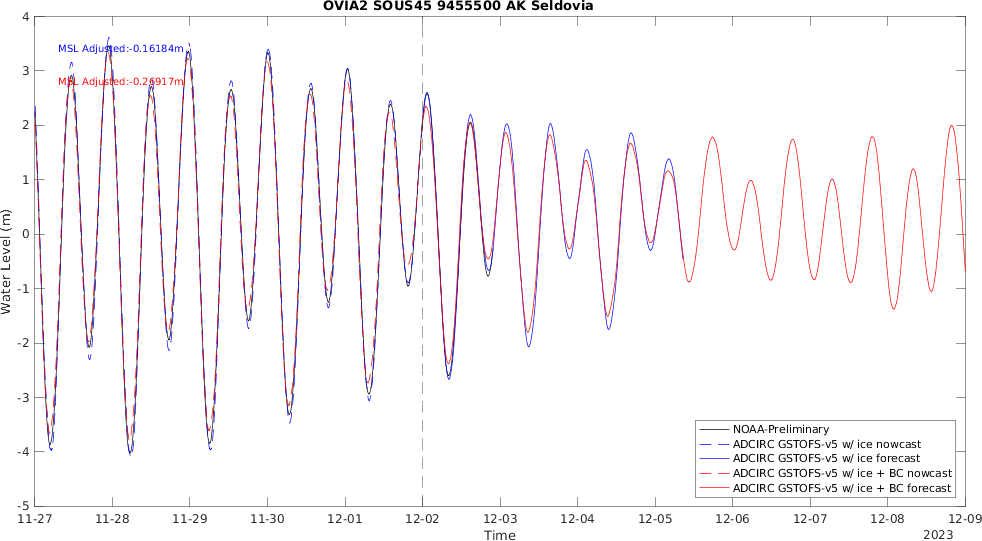 OVIA2 SOUS45 9455500 AK Seldovia
4
MSL Adjusted:-0.16184m
3
MSL Adjusted:-0.26917m
2
1
0
Water Level (m)
-1
-2
-3
-4
-5
NOAA-Preliminary
ADCIRC GSTOFS-v5 w/ ice nowcast
ADCIRC GSTOFS-v5 w/ ice forecast
ADCIRC GSTOFS-v5 w/ ice + BC nowcast
ADCIRC GSTOFS-v5 w/ ice + BC forecast
11-27 11-28 11-29 11-30 12-01 12-02 12-03 12-04 12-05 12-06 12-07 12-08 12-09
Time 2023